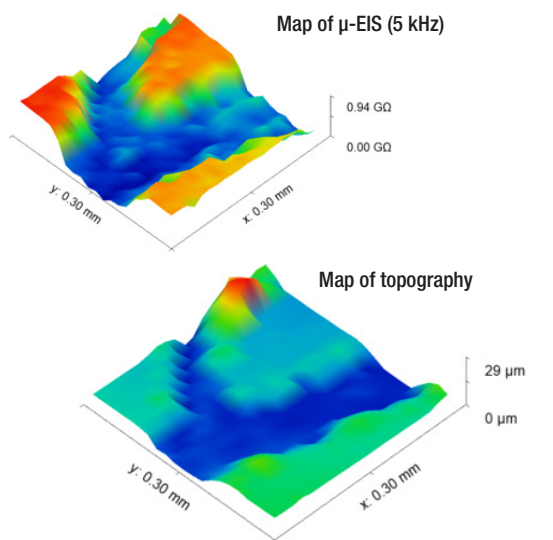 Map of μ-EIS (5 kHz)
0.94 GΩ
0.00 GΩ
y: 0.30 mm
x: 0.30 mm
Map of topography
29 μm
0 μm
y: 0.30 mm
x: 0.30 mm